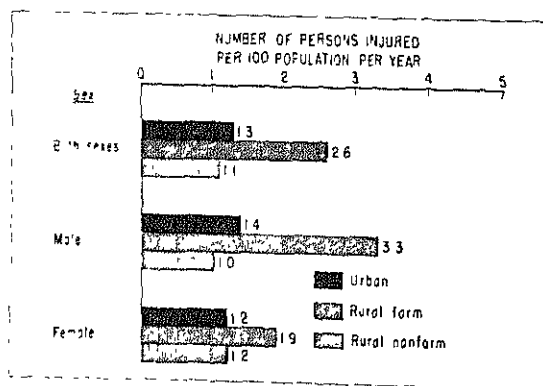 NUMBER OF PERSONS INJURED
PER 100 POPULATION PER YEAR
0 1 2 3 4 5
Sex
sexes
1.3
2.6
1.1
Male
1.4
3.3
1.0
Urban
Rural farm
Rural nonfarm
Female
1.2
1.9
1.2